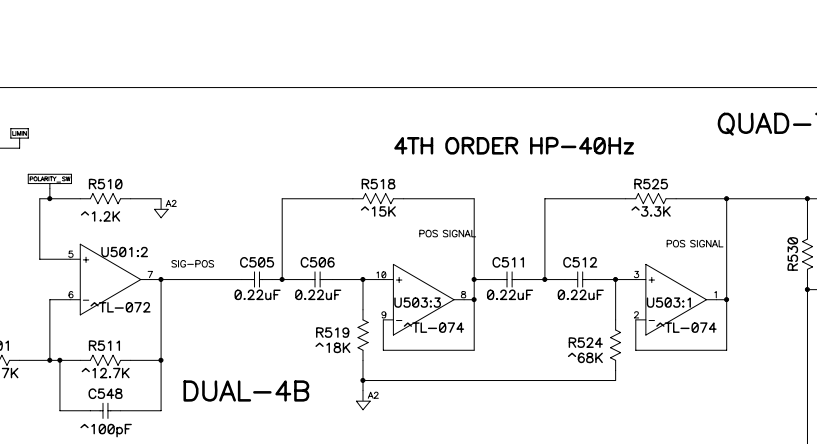 QUAD-
LIMIN
4TH ORDER HP-40Hz
POLARITY_SW
R510
^1.2K
A2
R518
^15K
R525
^3.3K
POS SIGNAL
POS SIGNAL
R530
5
+
U501:2
7
SIG-POS
6
-
^TL-072
C505
0.22uF
C506
0.22uF
10
+
U503:3
8
9
-
^TL-074
C511
0.22uF
C512
0.22uF
3
+
U503:1
1
2
-
^TL-074
R519
^18K
R524
^68K
01
7K
R511
^12.7K
C548
^100pF
DUAL-4B
A2